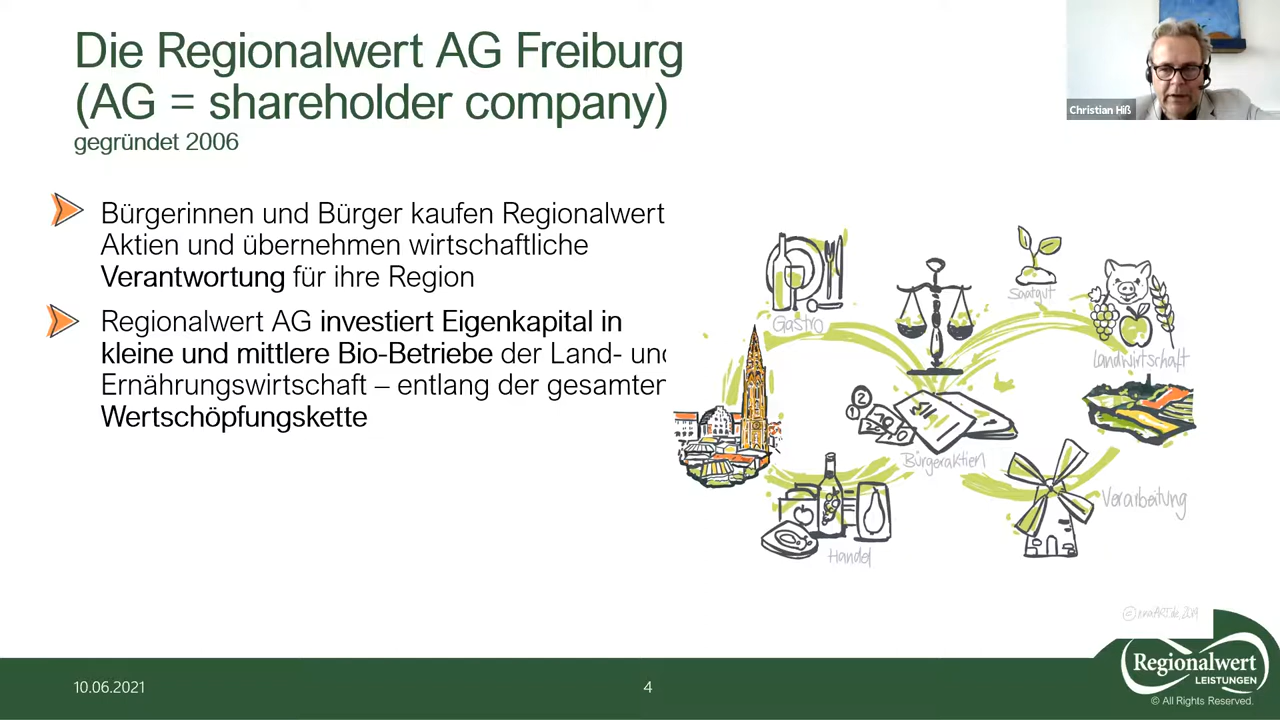 Die Regionalwert AG Freiburg
(AG = shareholder company)
gegründet 2006
Christian Hiß
Bürgerinnen und Bürger kaufen Regionalwert
Aktien und übernehmen wirtschaftliche
Verantwortung für ihre Region
Regionalwert AG investiert Eigenkapital in
kleine und mittlere Bio-Betriebe der Land- und
Ernährungswirtschaft – entlang der gesamten
Wertschöpfungskette
Gastro
Saatgut
Landwirtschaft
2
1
Bürgeraktien
Verarbeitung
Handel
10.06.2021
4
Regionalwert
LEISTUNGEN
© All Rights Reserved.